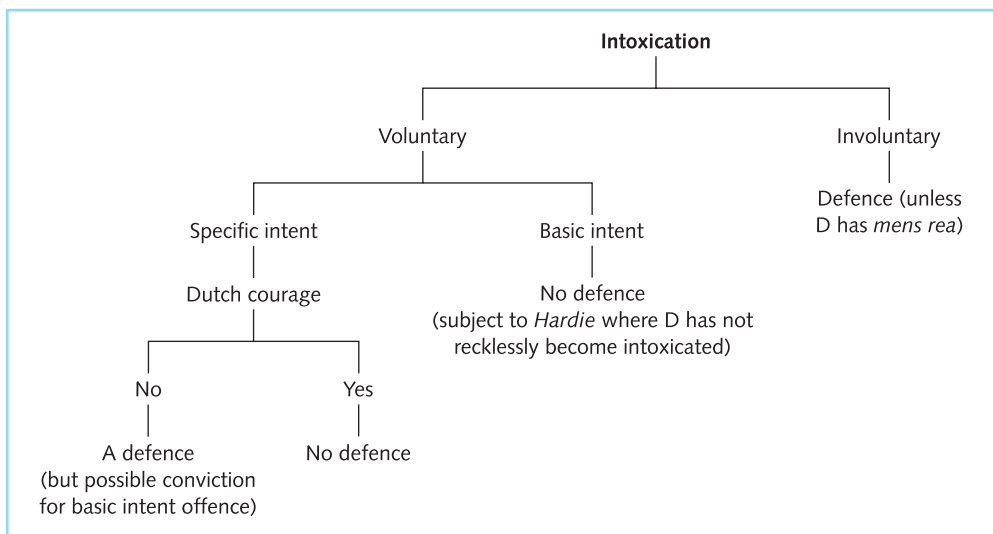 Intoxication
Voluntary
Involuntary
Defence (unless
D has mens rea)
Specific intent
Basic intent
Dutch courage
No defence
(subject to Hardie where D has not
recklessly become intoxicated)
No
Yes
A defence
(but possible conviction
for basic intent offence)
No defence